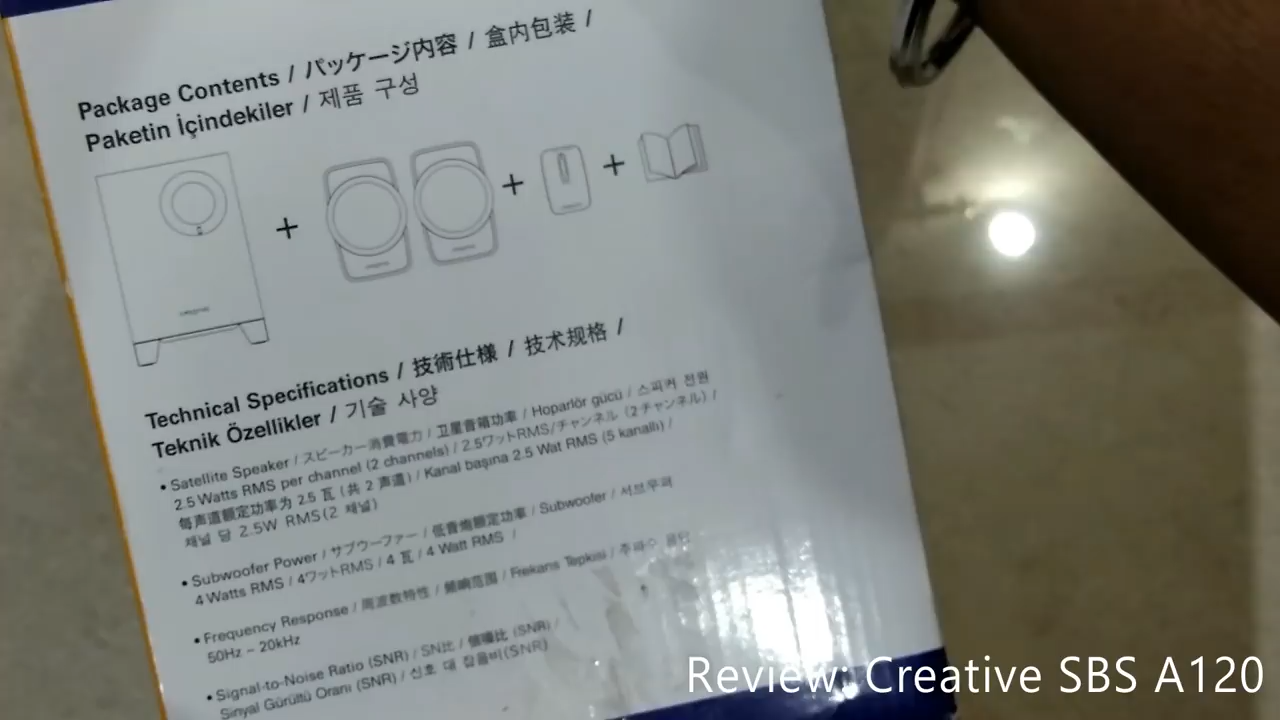 Package Contents / パッケージ内容 / 盒内包装 /
Paketin İçindekiler / 제품 구성
Technical Specifications / 技術仕様 / 技术规格 /
Teknik Özellikler / 기술 사양
• Satellite Speaker / スピーカー消費電力 / 卫星音箱功率 / Hoparlör gücü / 스피커 전원
2.5 Watts RMS per channel (2 channels) / 2.5ワットRMS/チャンネル (2チャンネル) /
每声道额定功率为 2.5 瓦 (共 2 声道) / Kanal başına 2.5 Wat RMS (5 kanallı) /
채널 당 2.5W RMS(2 채널)
• Subwoofer Power / サブウーファー / 低音炮额定功率 / Subwoofer / 서브우퍼
4 Watts RMS / 4ワットRMS / 4 瓦 / 4 Watt RMS /
• Frequency Response / 周波数特性 / 频响范围 / Frekans Tepkisi / 주파수 응답
50Hz ~ 20kHz
• Signal-to-Noise Ratio (SNR) / SN比 / 信噪比 (SNR) /
Sinyal Gürültü Oranı (SNR) / 신호 대 잡음비(SNR)
Review: Creative SBS A120